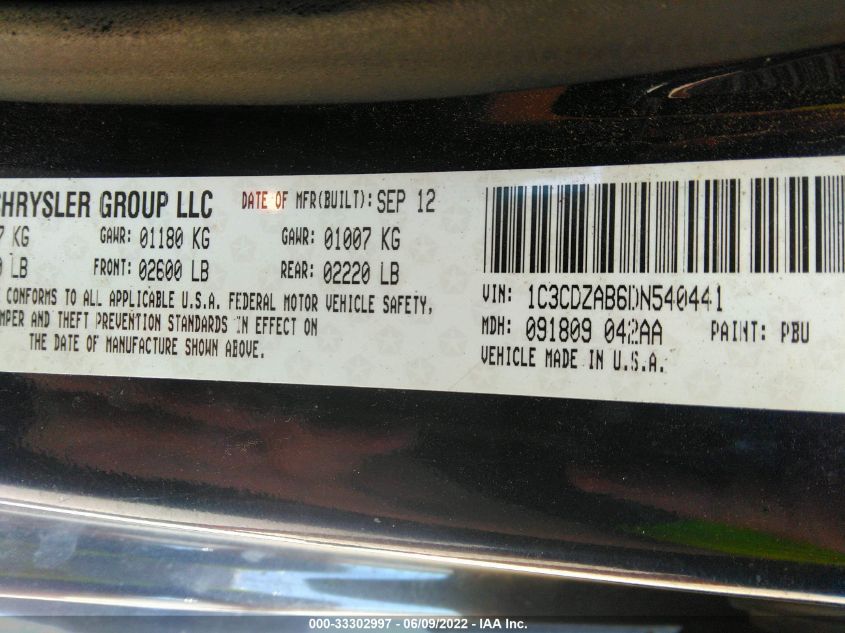 CHRYSLER GROUP LLC DATE OF MFR(BUILT): SEP 12
7 KG GAWR: 01180 KG GAWR: 01007 KG
0 LB FRONT: 02600 LB REAR: 02220 LB
CONFORMS TO ALL APPLICABLE U.S.A. FEDERAL MOTOR VEHICLE SAFETY,
MPER AND THEFT PREVENTION STANDARDS IN EFFECT ON
THE DATE OF MANUFACTURE SHOWN ABOVE.
VIN: 1C3CDZAB6DN540441
MDH: 091809 042AA PAINT: PBU
VEHICLE MADE IN U.S.A.
000-33302997 - 06/09/2022 - IAA Inc.